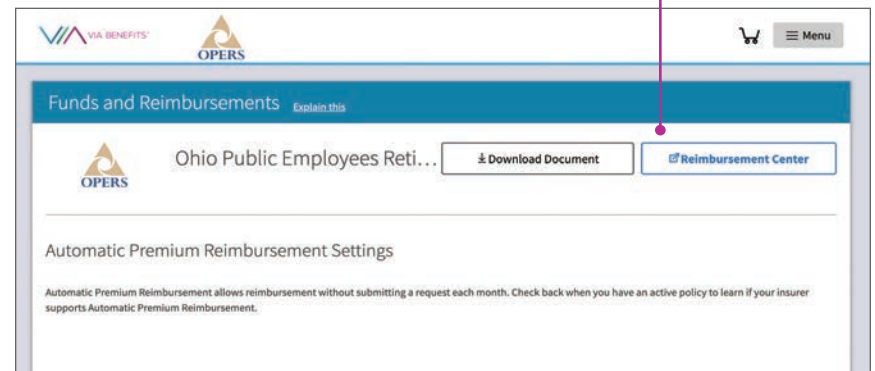 VIA BENEFITS
OPERS
Menu
Funds and Reimbursements Explain this
OPERS
Ohio Public Employees Reti...
Download Document
Reimbursement Center
Automatic Premium Reimbursement Settings
Automatic Premium Reimbursement allows reimbursement without submitting a request each month. Check back when you have an active policy to learn if your insurer
supports Automatic Premium Reimbursement.